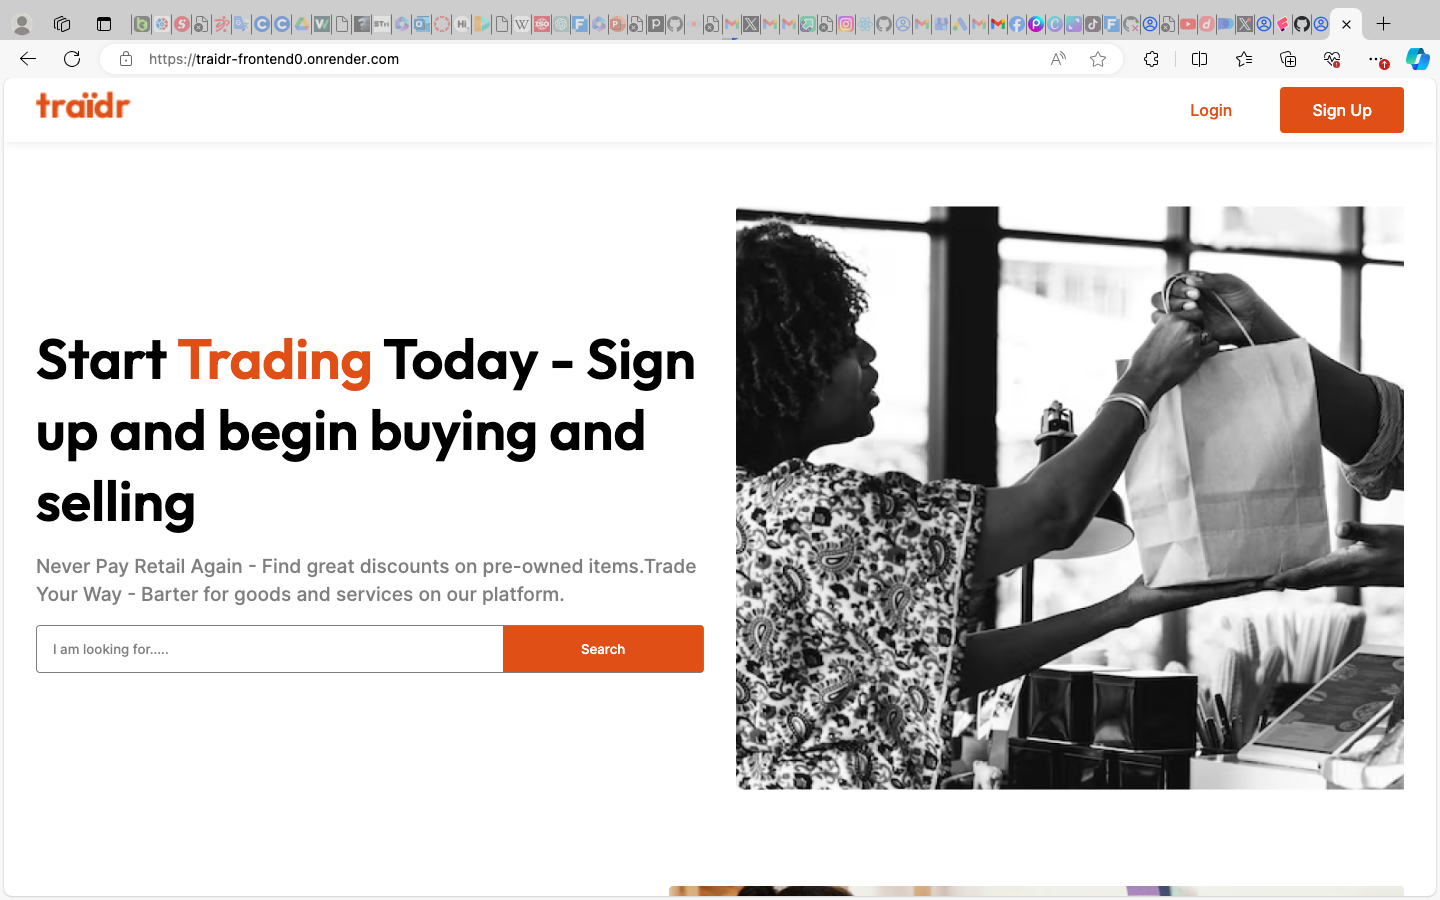 https://traidr-frontend0.onrender.com
traïdr
Login
Sign Up
Start Trading Today - Sign
up and begin buying and
selling
Never Pay Retail Again - Find great discounts on pre-owned items.Trade
Your Way - Barter for goods and services on our platform.
I am looking for.....
Search